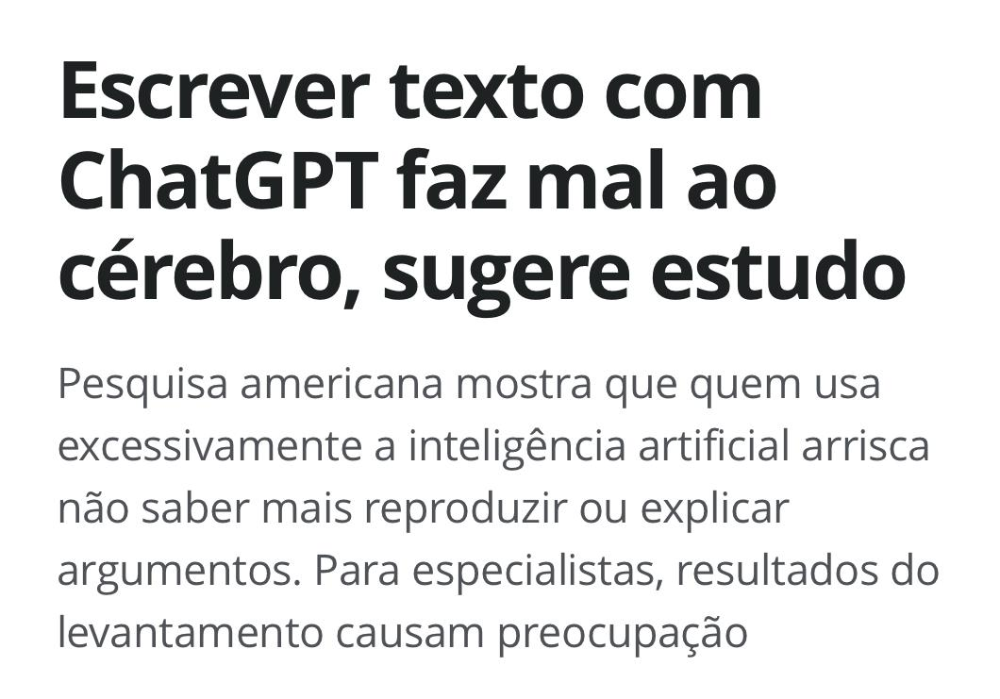 Escrever texto com
ChatGPT faz mal ao
cérebro, sugere estudo
Pesquisa americana mostra que quem usa
excessivamente a inteligência artificial arrisca
não saber mais reproduzir ou explicar
argumentos. Para especialistas, resultados do
levantamento causam preocupação